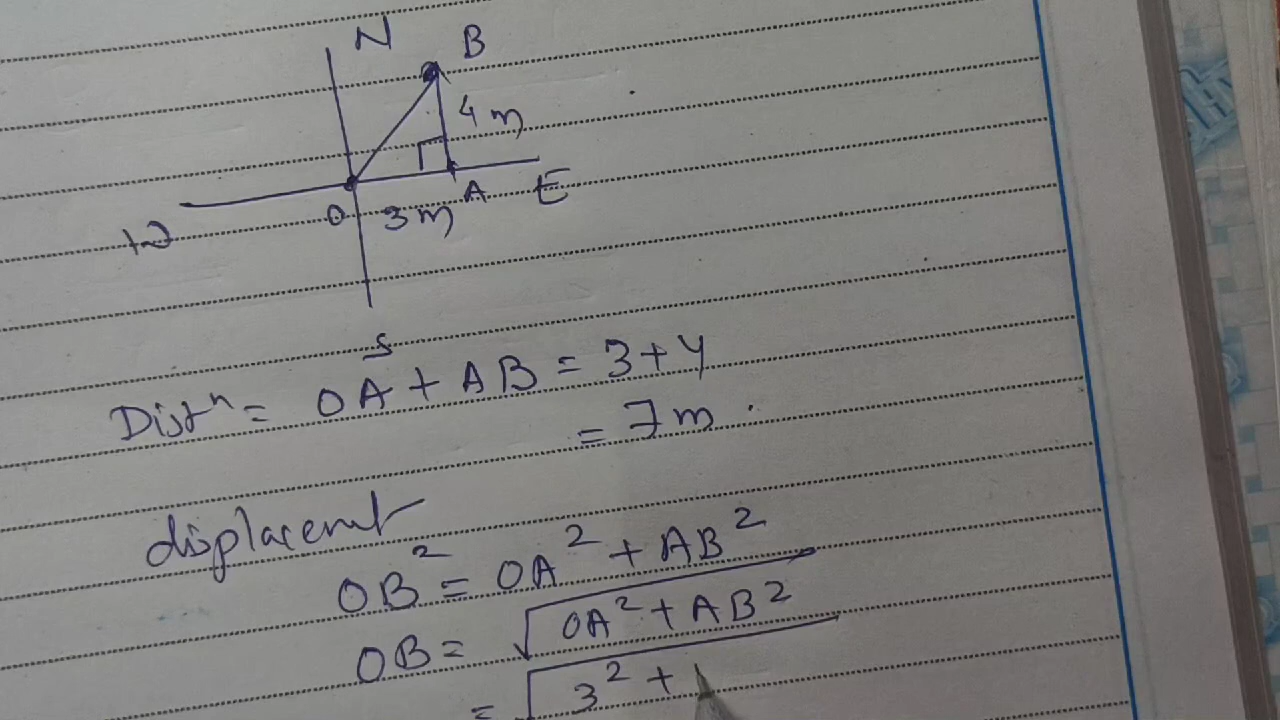 N
B
4 m
W O 3 m A E
S
Distn = OA + AB = 3 + 4
= 7 m .
displacemt
OB² = OA² + AB²
OB = √OA² + AB²
= √3² +